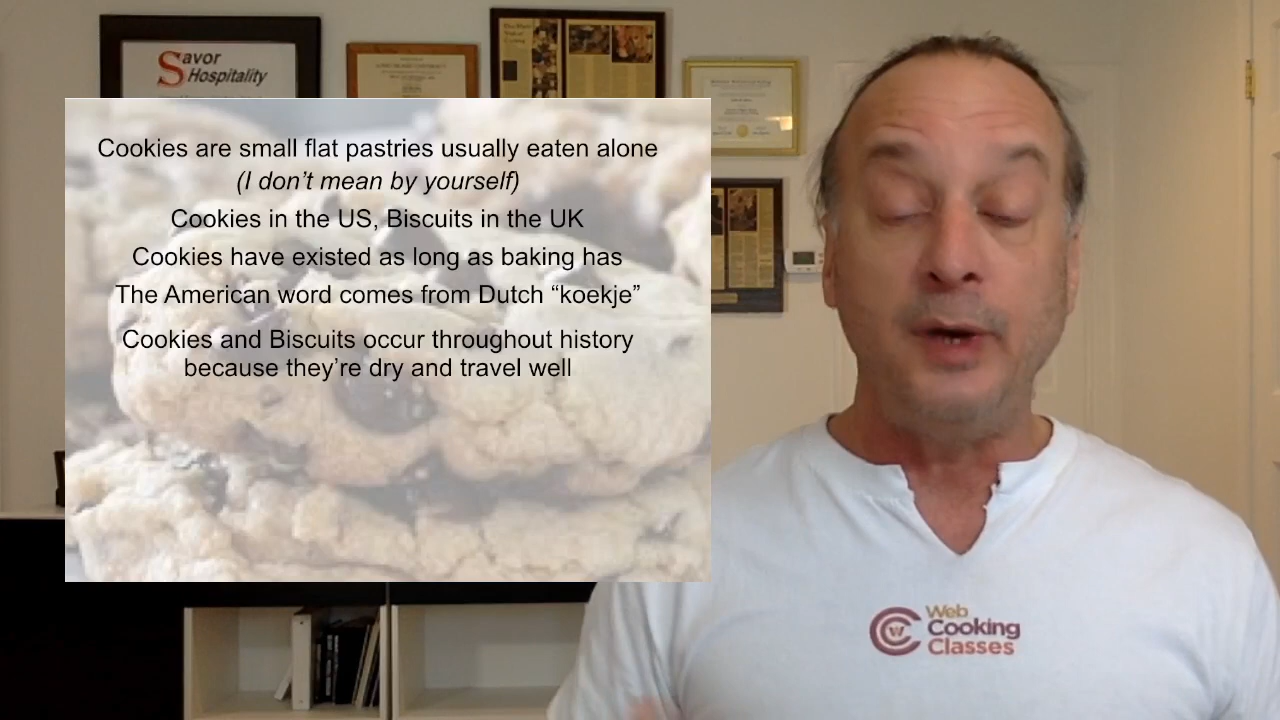 Savor
Hospitality
Cookies are small flat pastries usually eaten alone
(I don’t mean by yourself)
Cookies in the US, Biscuits in the UK
Cookies have existed as long as baking has
The American word comes from Dutch “koekje”
Cookies and Biscuits occur throughout history
because they’re dry and travel well
Web
Cooking
Classes